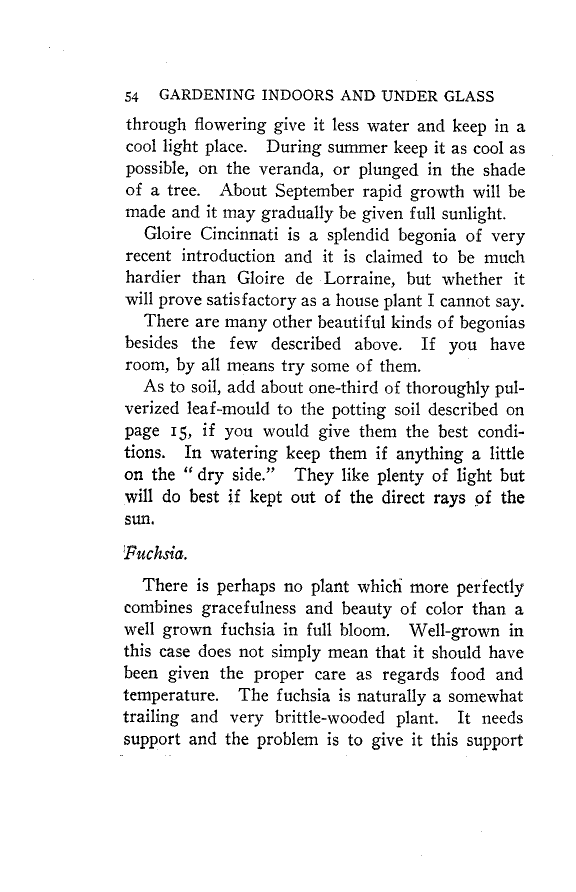 54 GARDENING INDOORS AND UNDER GLASS
through flowering give it less water and keep in a
cool light place. During summer keep it as cool as
possible, on the veranda, or plunged in the shade
of a tree. About September rapid growth will be
made and it may gradually be given full sunlight.
Gloire Cincinnati is a splendid begonia of very
recent introduction and it is claimed to be much
hardier than Gloire de Lorraine, but whether it
will prove satisfactory as a house plant I cannot say.
There are many other beautiful kinds of begonias
besides the few described above. If you have
room, by all means try some of them.
As to soil, add about one-third of thoroughly pul-
verized leaf-mould to the potting soil described on
page 15, if you would give them the best condi-
tions. In watering keep them if anything a little
on the “ dry side.” They like plenty of light but
will do best if kept out of the direct rays of the
sun.
Fuchsia.
There is perhaps no plant which more perfectly
combines gracefulness and beauty of color than a
well grown fuchsia in full bloom. Well-grown in
this case does not simply mean that it should have
been given the proper care as regards food and
temperature. The fuchsia is naturally a somewhat
trailing and very brittle-wooded plant. It needs
support and the problem is to give it this support